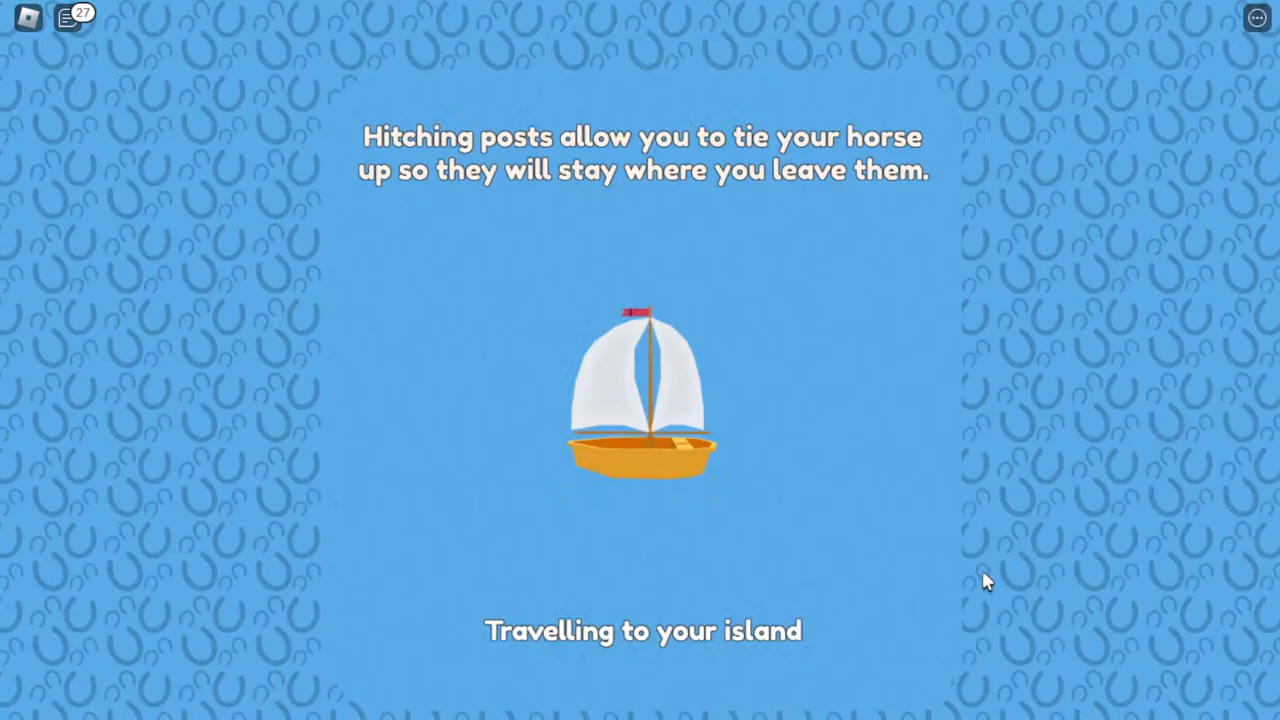 27
Hitching posts allow you to tie your horse
up so they will stay where you leave them.
Travelling to your island